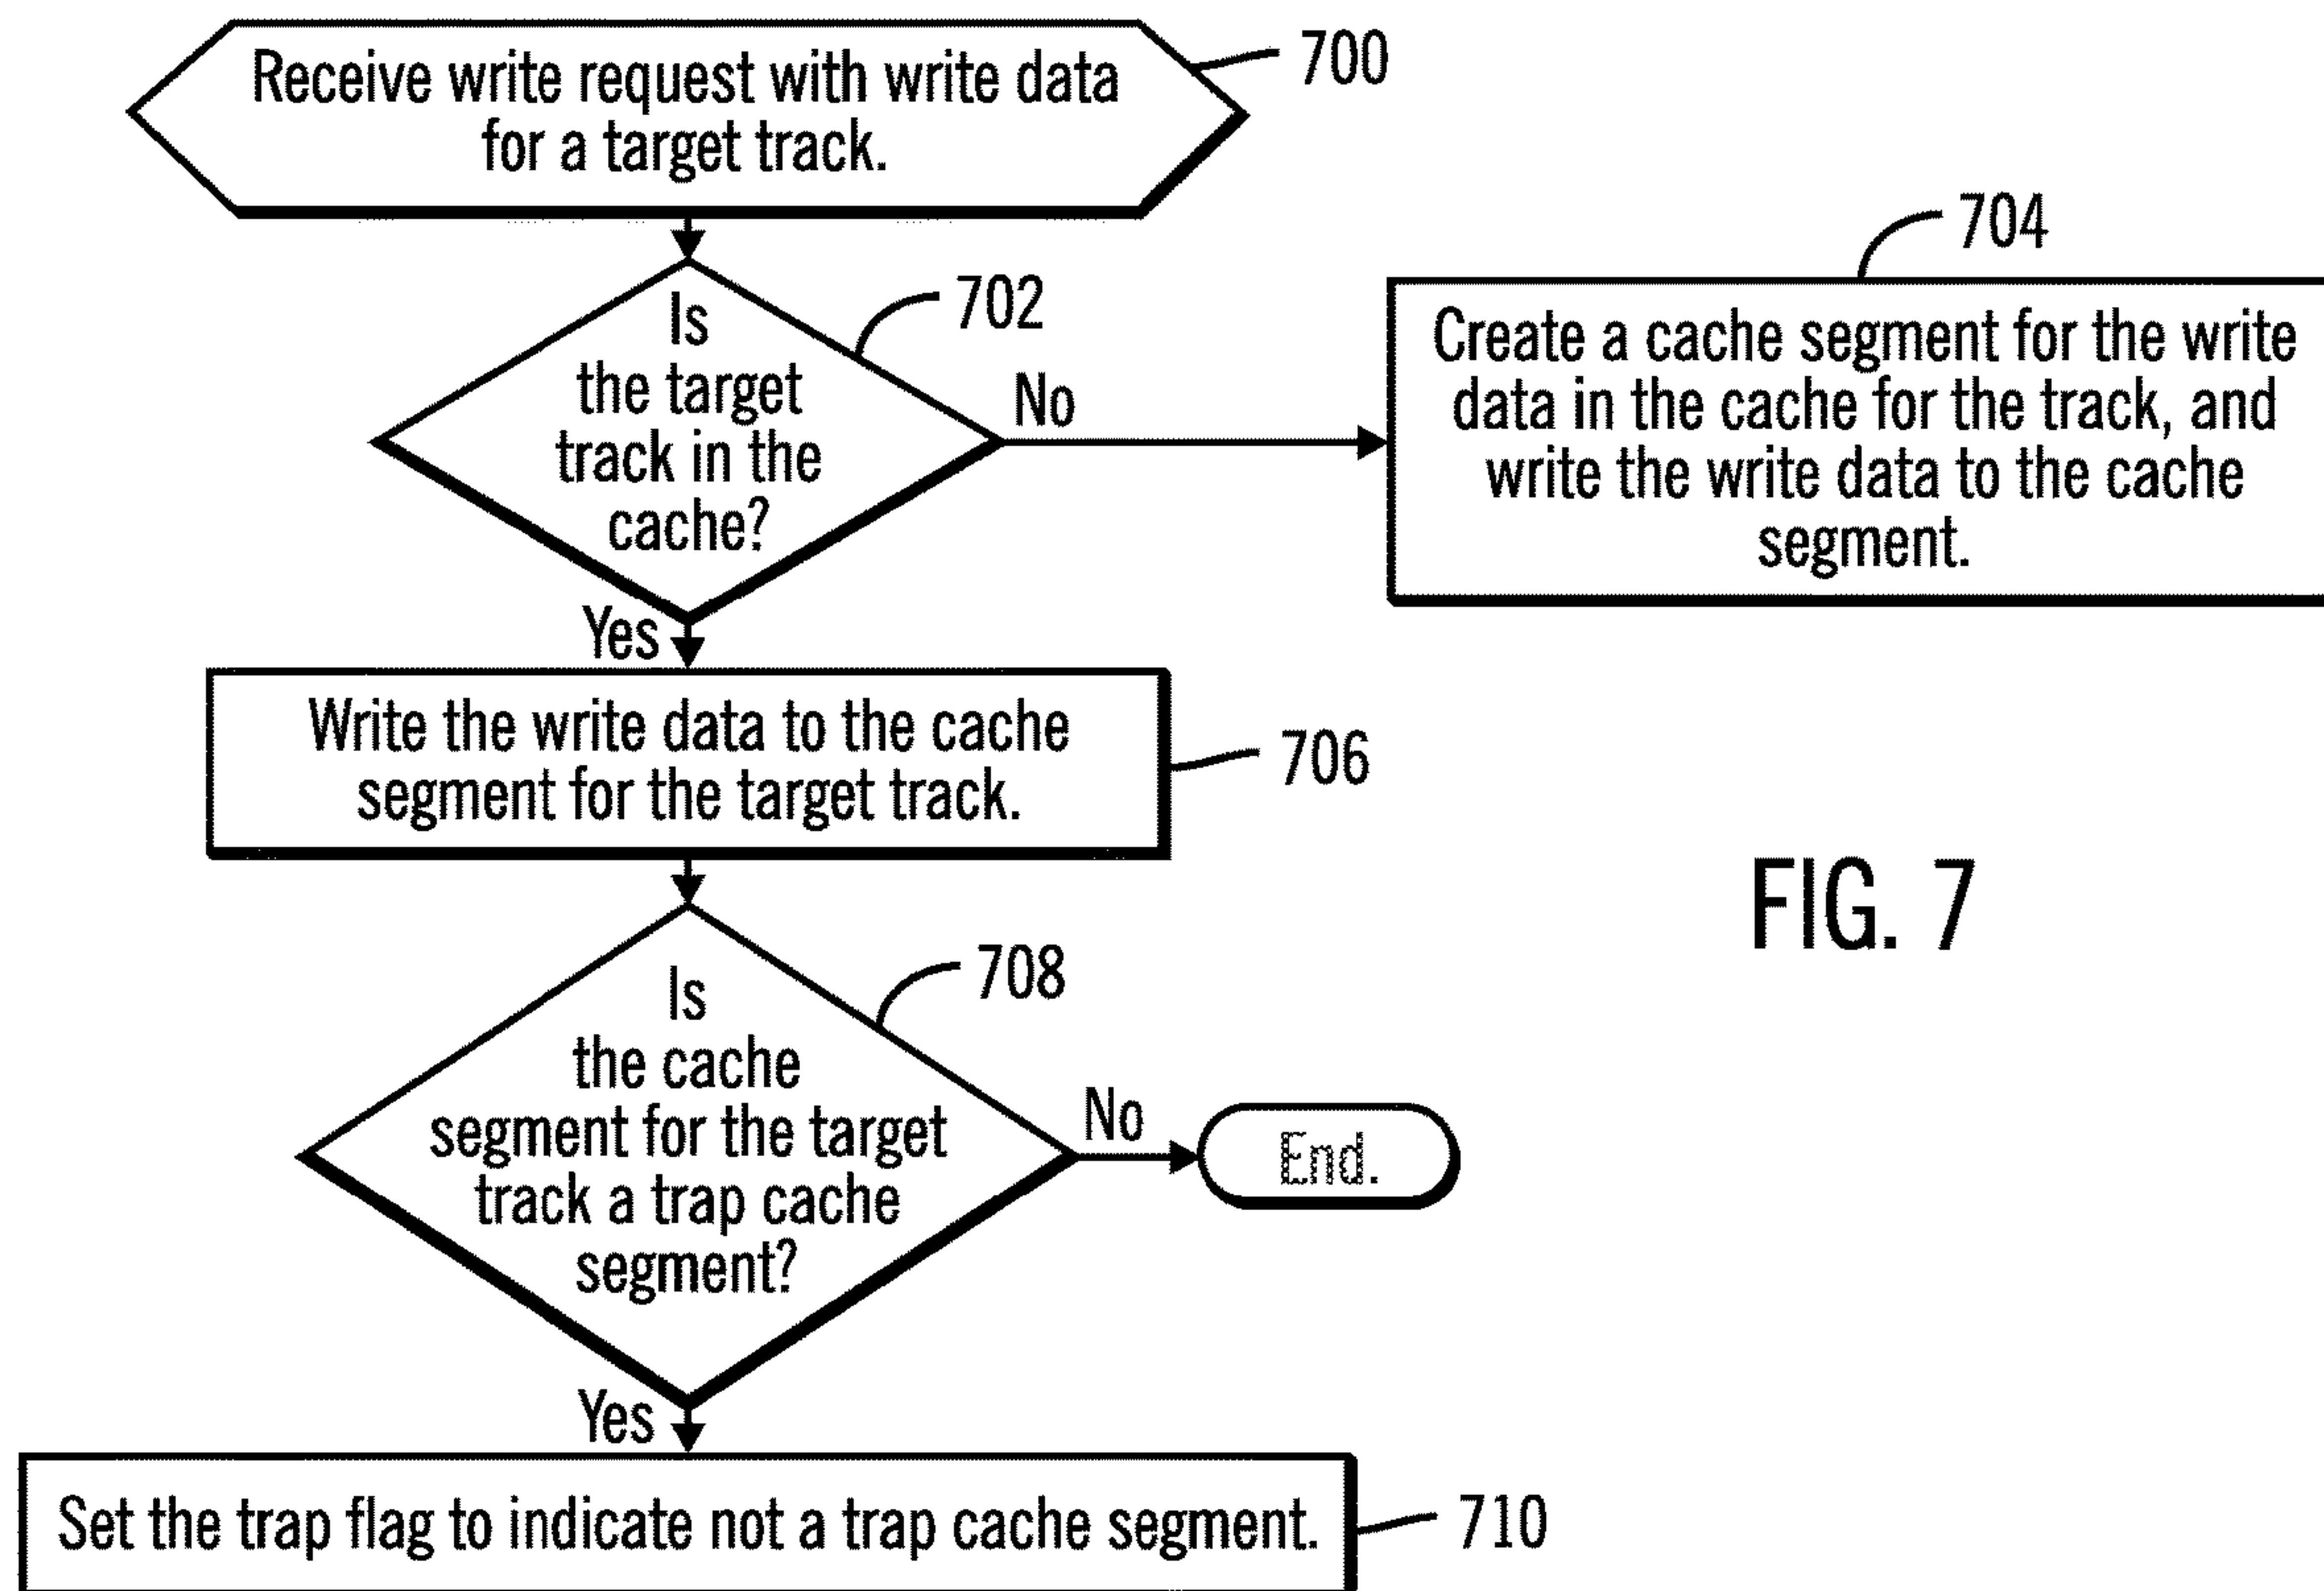 Receive write request with write data
for a target track.
700
Is
the target
track in the
cache?
702
No
Yes
Create a cache segment for the write
data in the cache for the track, and
write the write data to the cache
segment.
704
Write the write data to the cache
segment for the target track.
706
Is
the cache
segment for the target
track a trap cache
segment?
708
No
End.
Yes
Set the trap flag to indicate not a trap cache segment.
710
FIG. 7